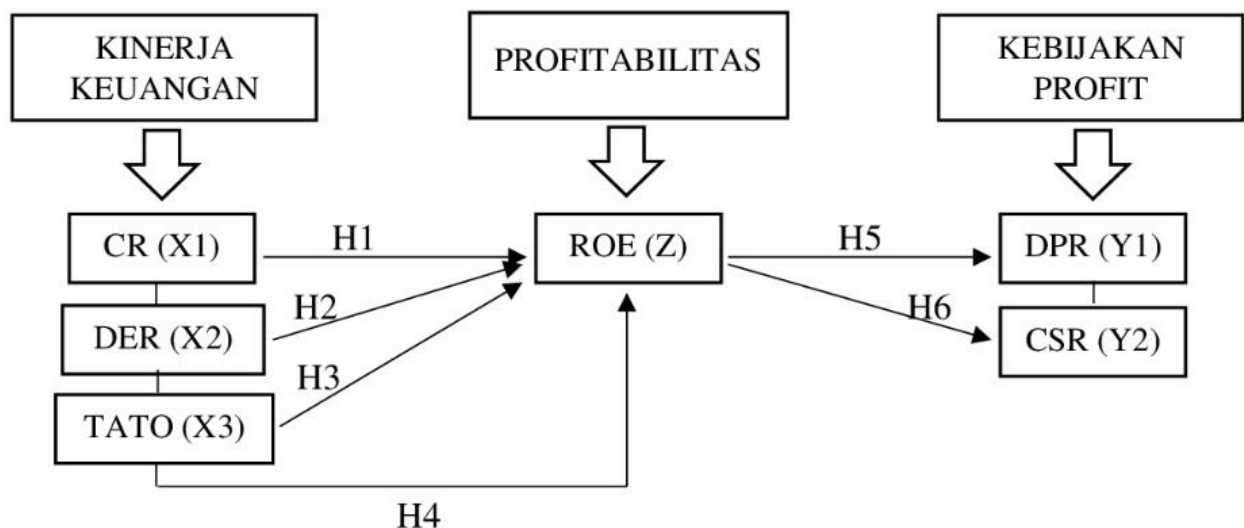 KINERJA
KEUANGAN
PROFITABILITAS
KEBIJAKAN
PROFIT
CR (X1)
H1
ROE (Z)
H5
DPR (Y1)
DER (X2)
H2
H6
CSR (Y2)
H3
TATO (X3)
H4